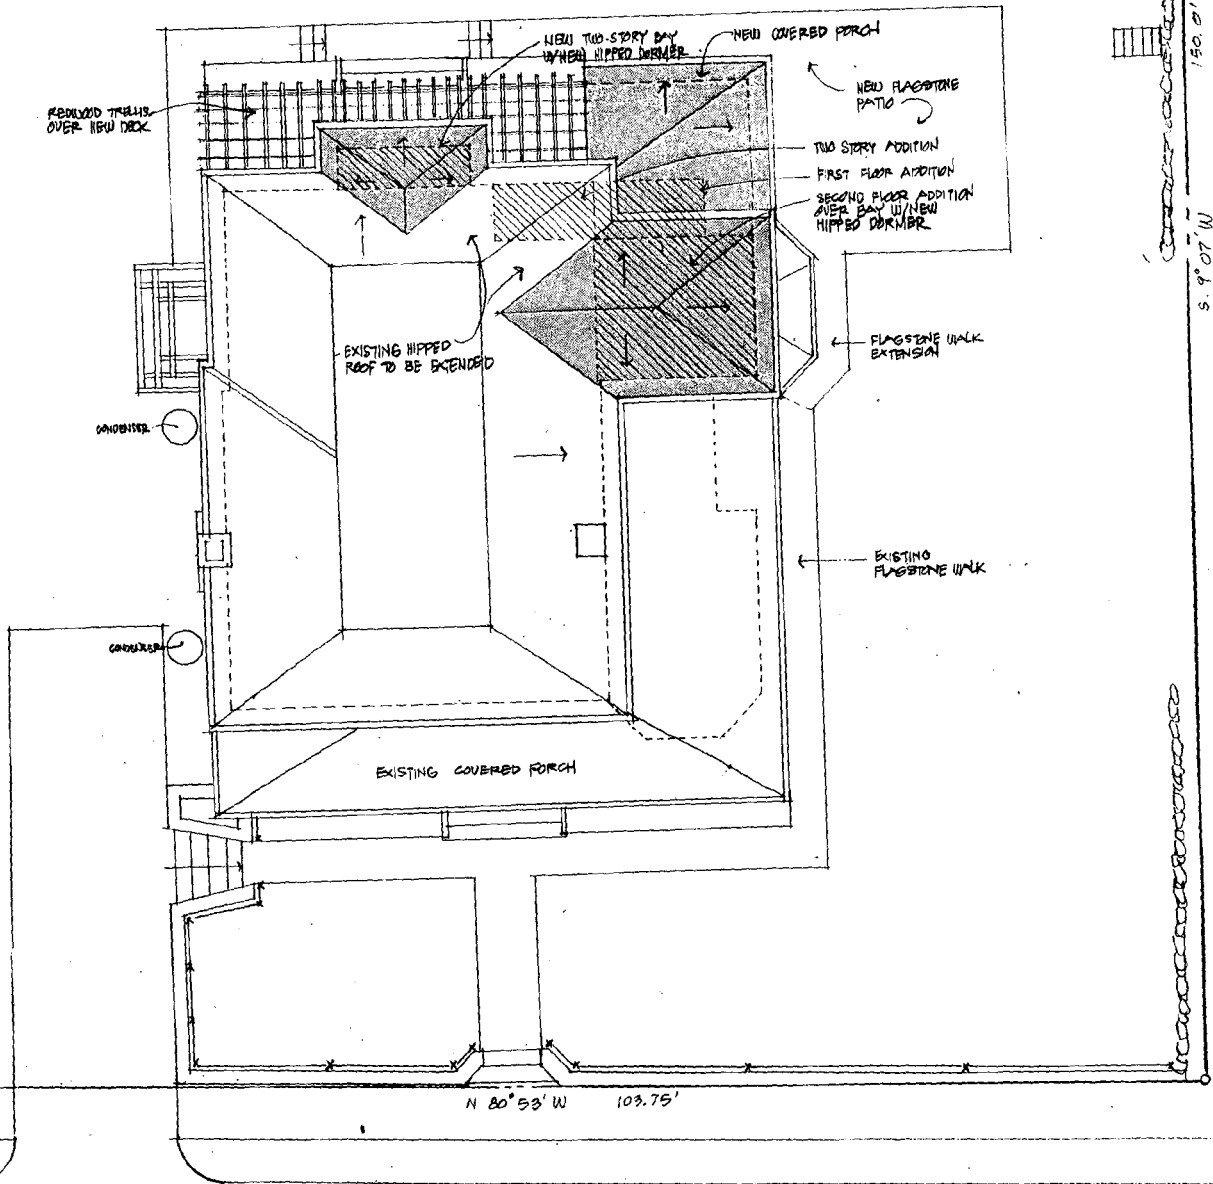 NEW TWO-STORY BAY
W/NEW HIPPED DORMER
NEW COVERED PORCH
NEW FLAGSTONE
PATIO
REDWOOD TRELLIS
OVER NEW DECK
TWO STORY ADDITION
FIRST FLOOR ADDITION
SECOND FLOOR ADDITION
OVER BAY W/NEW
HIPPED DORMER
150.0'
S. 9° 07' W
FLAGSTONE WALK
EXTENSION
EXISTING HIPPED
ROOF TO BE EXTENDED
CONDENSER
EXISTING
FLAGSTONE WALK
CONDENSER
EXISTING COVERED PORCH
N 80° 53' W 103.75'